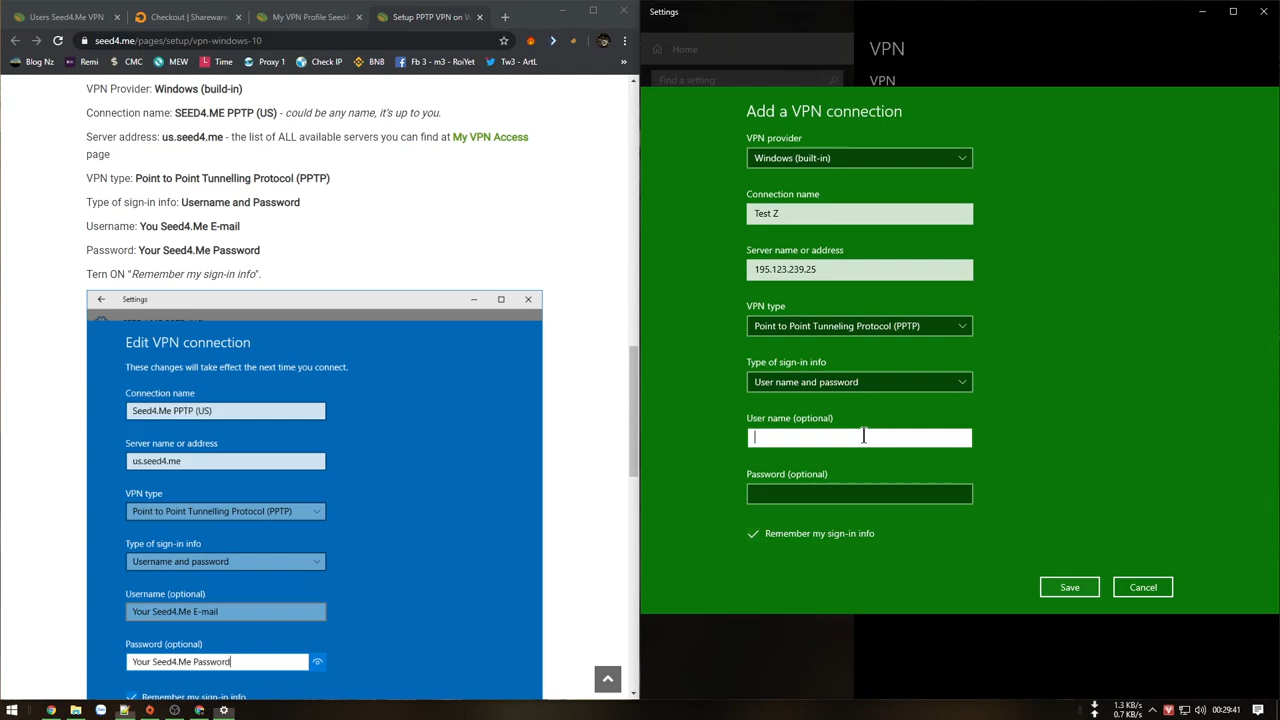 Users Seed4.Me VPN
Checkout | Shareware
My VPN Profile Seed4
Setup PPTP VPN on W
seed4.me/pages/setup/vpn-windows-10
Blog Nz
Remi
CMC
MEW
Time
Proxy 1
Check IP
BNB
Fb3 - m3 - RoiYet
Tw3 - ArtL
VPN Provider: Windows (build-in)
Connection name: SEED4.ME PPTP (US) - could be any name, it's up to you.
Server address: us.seed4.me - the list of ALL available servers you can find at My VPN Access
page
VPN type: Point to Point Tunnelling Protocol (PPTP)
Type of sign-in info: Username and Password
Username: You Seed4.Me E-mail
Password: Your Seed4.Me Password
Tern ON "Remember my sign-in info".
Settings
Edit VPN connection
These changes will take effect the next time you connect.
Connection name
Seed4.Me PPTP (US)
Server name or address
us.seed4.me
VPN type
Point to Point Tunnelling Protocol (PPTP)
Type of sign-in info
Username and password
Username (optional)
Your Seed4.Me E-mail
Password (optional)
Your Seed4.Me Password
Remember my sign-in info
Settings
Home
Find a setting
VPN
VPN
Add a VPN connection
VPN provider
Windows (built-in)
Connection name
Test Z
Server name or address
195.123.239.25
VPN type
Point to Point Tunneling Protocol (PPTP)
Type of sign-in info
User name and password
User name (optional)
Password (optional)
Remember my sign-in info
Save
Cancel
1.3 KB/s
0.7 KB/s
00:29:41